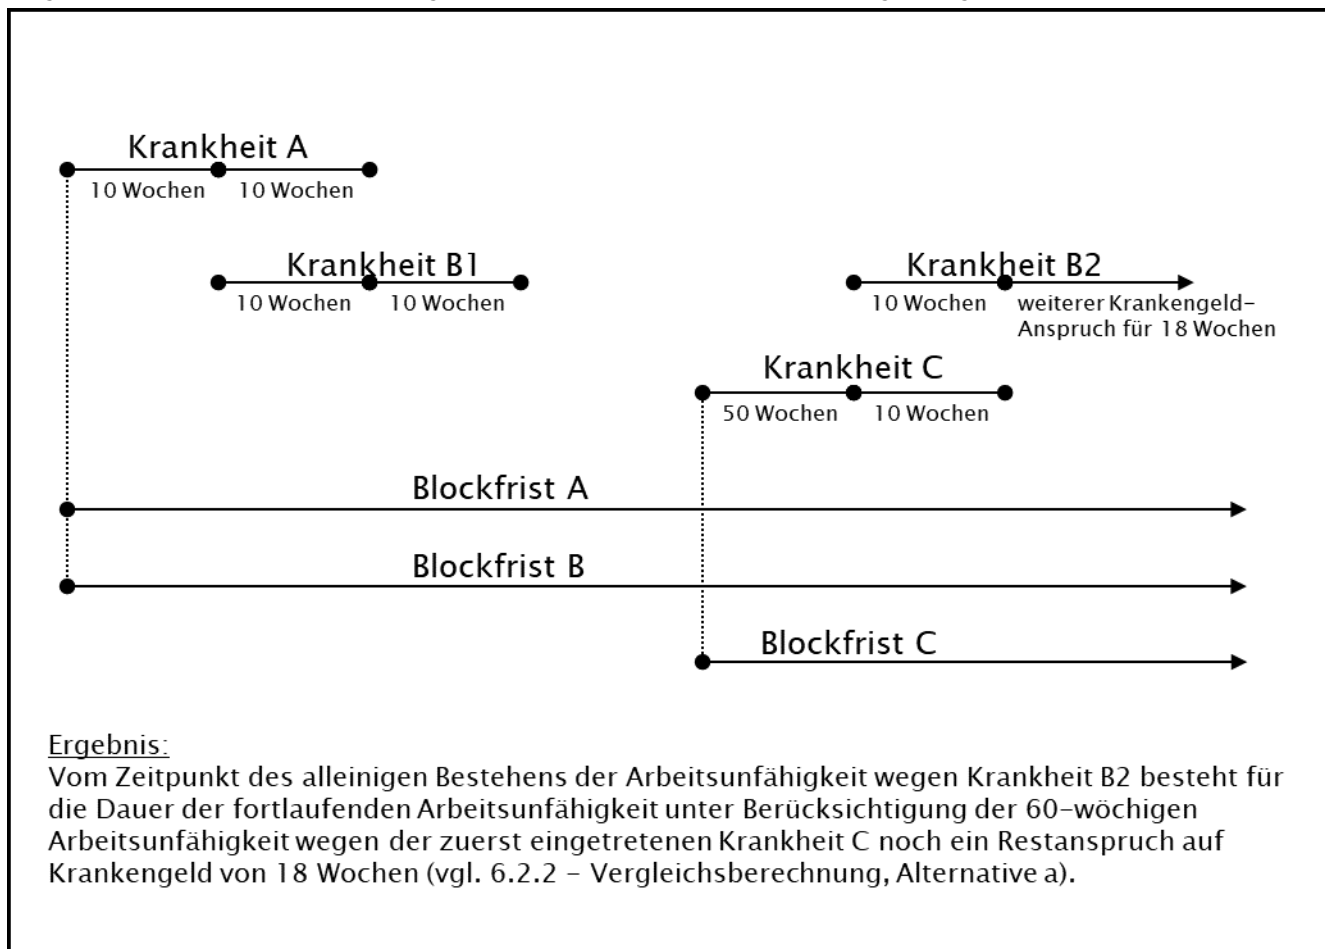 Krankheit A
10 Wochen 10 Wochen
Krankheit B1
10 Wochen 10 Wochen
Krankheit B2
10 Wochen weiterer Krankengeld-
Anspruch für 18 Wochen
Krankheit C
50 Wochen 10 Wochen
Blockfrist A
Blockfrist B
Blockfrist C
Ergebnis:
Vom Zeitpunkt des alleinigen Bestehens der Arbeitsunfähigkeit wegen Krankheit B2 besteht für
die Dauer der fortlaufenden Arbeitsunfähigkeit unter Berücksichtigung der 60-wöchigen
Arbeitsunfähigkeit wegen der zuerst eingetretenen Krankheit C noch ein Restanspruch auf
Krankengeld von 18 Wochen (vgl. 6.2.2 – Vergleichsberechnung, Alternative a).